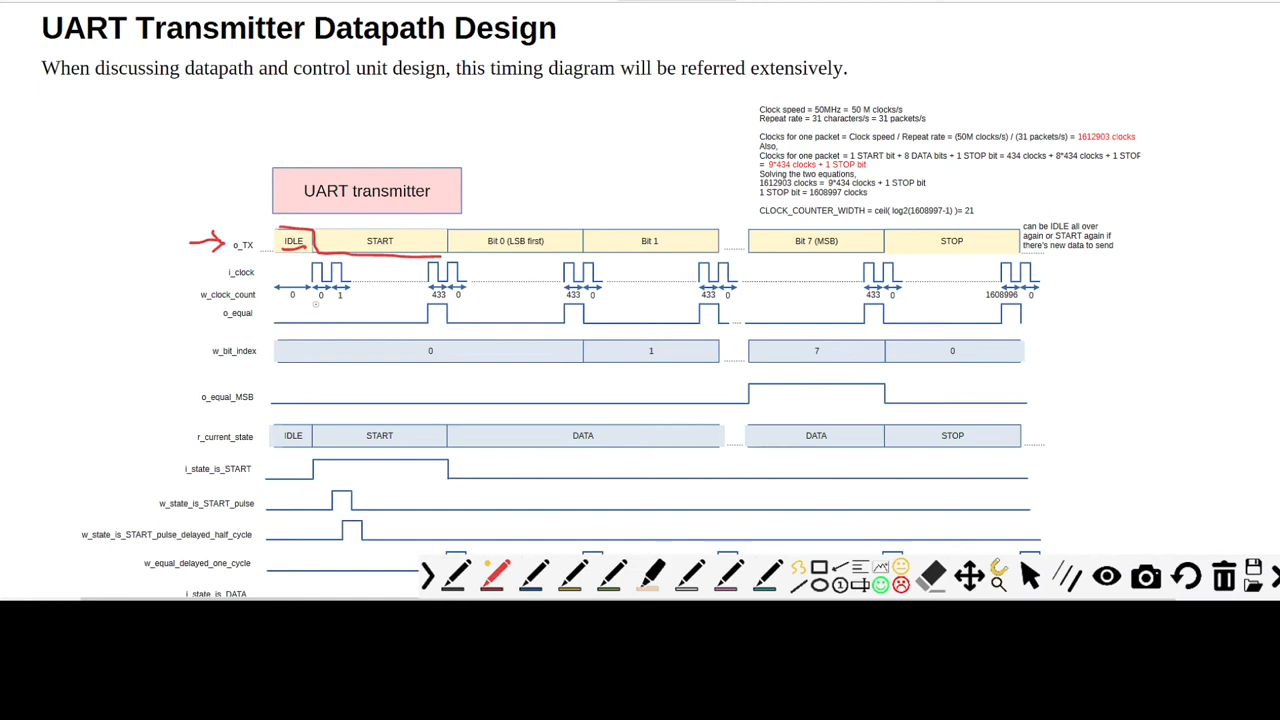 UART Transmitter Datapath Design
When discussing datapath and control unit design, this timing diagram will be referred extensively.
Clock speed = 50MHz = 50 M clocks/s
Repeat rate = 31 characters/s = 31 packets/s
Clocks for one packet = Clock speed / Repeat rate = (50M clocks/s) / (31 packets/s) = 1612903 clocks
Also,
Clocks for one packet = 1 START bit + 8 DATA bits + 1 STOP bit = 434 clocks + 8*434 clocks + 1 STOP
= 9*434 clocks + 1 STOP bit
Solving the two equations,
1612903 clocks = 9*434 clocks + 1 STOP bit
1 STOP bit = 1608997 clocks
CLOCK_COUNTER_WIDTH = ceil( log2(1608997-1) )= 21
UART transmitter
o_TX IDLE START Bit 0 (LSB first) Bit 1 Bit 7 (MSB) STOP
can be IDLE all over
again or START again if
there's new data to send
i_clock
w_clock_count 0 0 1 433 0 433 0 433 0 433 0 1608996 0
o_equal
w_bit_index 0 1 7 0
o_equal_MSB
r_current_state IDLE START DATA DATA STOP
i_state_is_START
w_state_is_START_pulse
w_state_is_START_pulse_delayed_half_cycle
w_equal_delayed_one_cycle
i_state_is_DATA